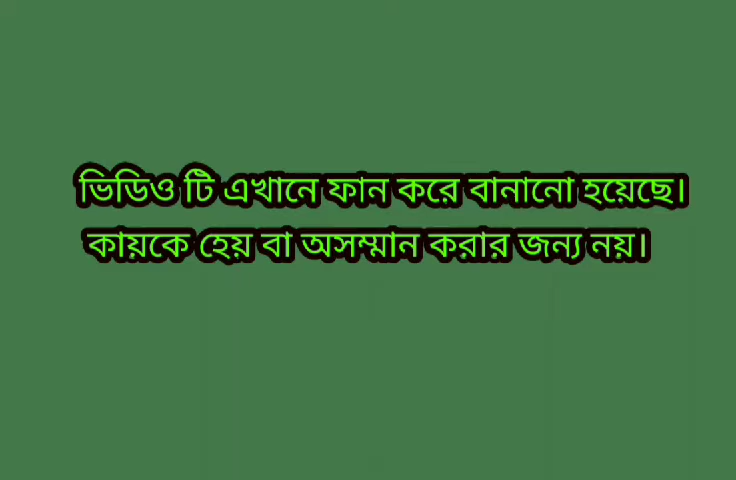 ভিডিও টি এখানে ফান করে বানানো হয়েছে।
কায়কে হেয় বা অসম্মান করার জন্য নয়।